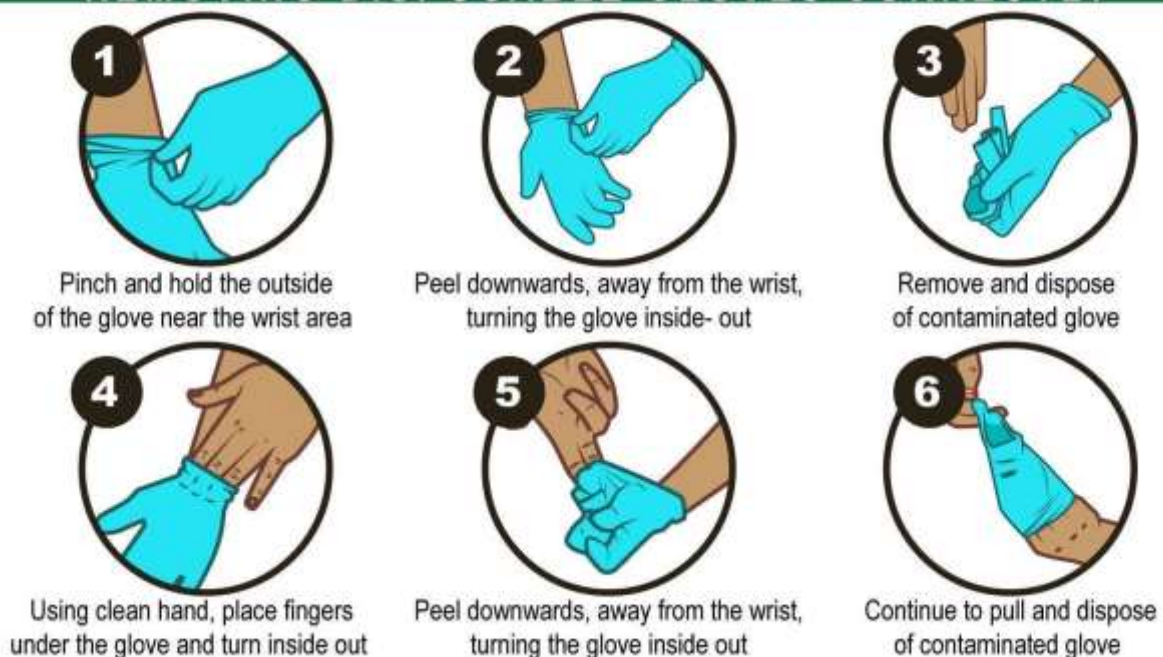 1
Pinch and hold the outside
of the glove near the wrist area
2
Peel downwards, away from the wrist,
turning the glove inside- out
3
Remove and dispose
of contaminated glove
4
Using clean hand, place fingers
under the glove and turn inside out
5
Peel downwards, away from the wrist,
turning the glove inside out
6
Continue to pull and dispose
of contaminated glove